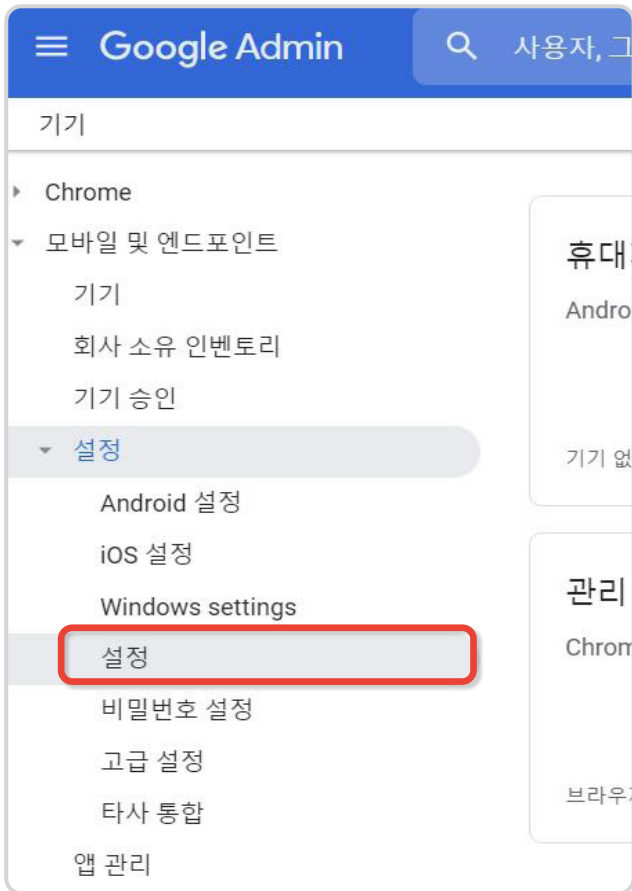 Google Admin
사용자, 그
기기
Chrome
모바일 및 엔드포인트
기기
회사 소유 인벤토리
기기 승인
설정
Android 설정
iOS 설정
Windows settings
설정
비밀번호 설정
고급 설정
타사 통합
앱 관리
휴대
Andro
기기 없
관리
Chrom
브라우